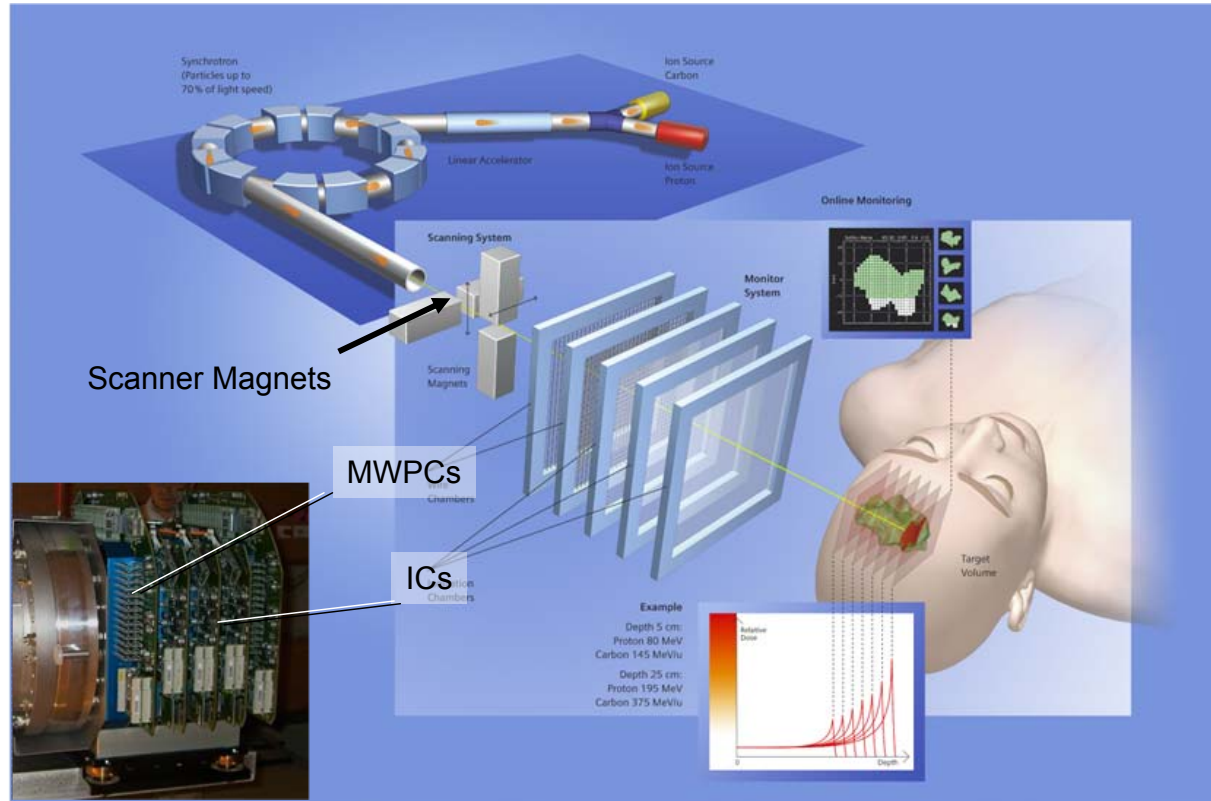 Synchrotron
(Particles up to
70% of light speed)
Ion Source
Carbon
Linear Accelerator
Ion Source
Proton
Online Monitoring
Scanning System
Monitor
System
Scanner Magnets
Scanning
Magnets
MWPCs
Chambers
ICs
Chambers
Target
Volume
Example
Depth 5 cm:
Proton 80 MeV
Carbon 145 MeV/u
Depth 25 cm:
Proton 195 MeV
Carbon 375 MeV/u
Relative
Dose
0
Depth